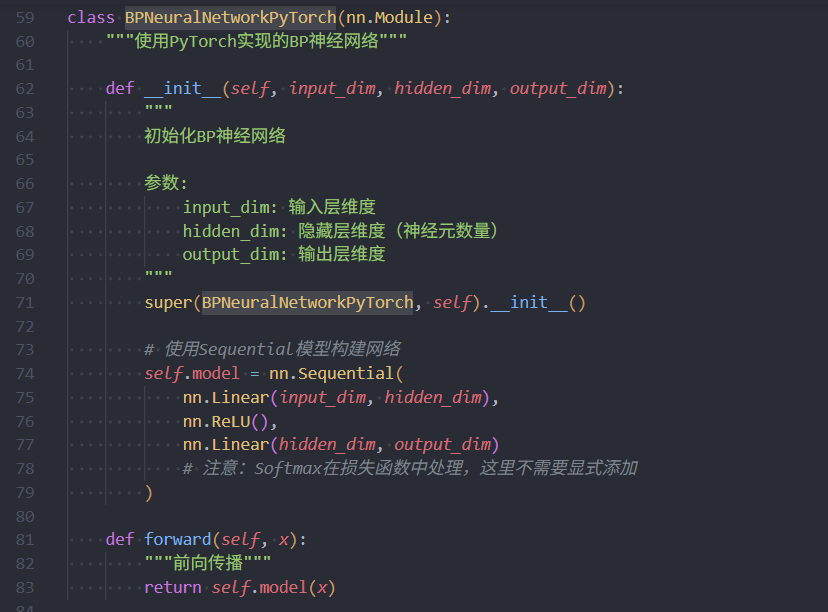 59 class BPNeuralNetworkPyTorch(nn.Module):
60 """使用PyTorch实现的BP神经网络"""
61
62 def __init__(self, input_dim, hidden_dim, output_dim):
63 """
64 初始化BP神经网络
65
66 参数:
67 input_dim: 输入层维度
68 hidden_dim: 隐藏层维度（神经元数量）
69 output_dim: 输出层维度
70 """
71 super(BPNeuralNetworkPyTorch, self).__init__()
72
73 # 使用Sequential模型构建网络
74 self.model = nn.Sequential(
75 nn.Linear(input_dim, hidden_dim),
76 nn.ReLU(),
77 nn.Linear(hidden_dim, output_dim)
78 # 注意：Softmax在损失函数中处理，这里不需要显式添加
79 )
80
81 def forward(self, x):
82 """前向传播"""
83 return self.model(x)
84